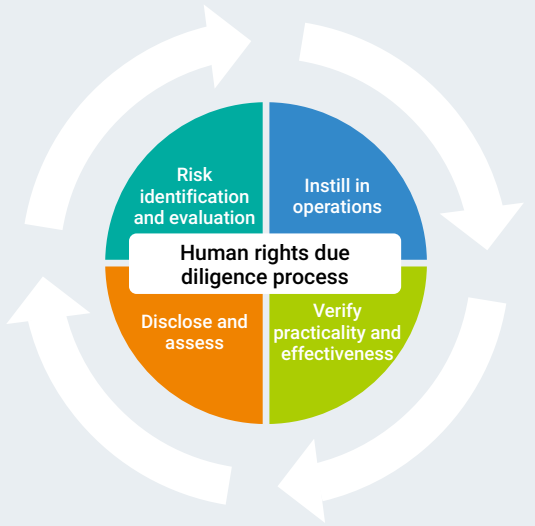 Risk
identification
and evaluation
Instill in
operations
Human rights due
diligence process
Disclose and
assess
Verify
practicality and
effectiveness